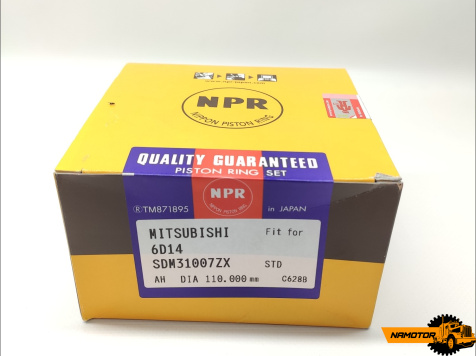 NPR
NIPPON PISTON RING
QUALITY GUARANTEED
PISTON RING SET
NPR
NIPPON PISTON RING
®TM871895
in JAPAN
MITSUBISHI Fit for
6D14
SDM31007ZX STD
AH DIA 110.000 mm C628B
NAMOTOR